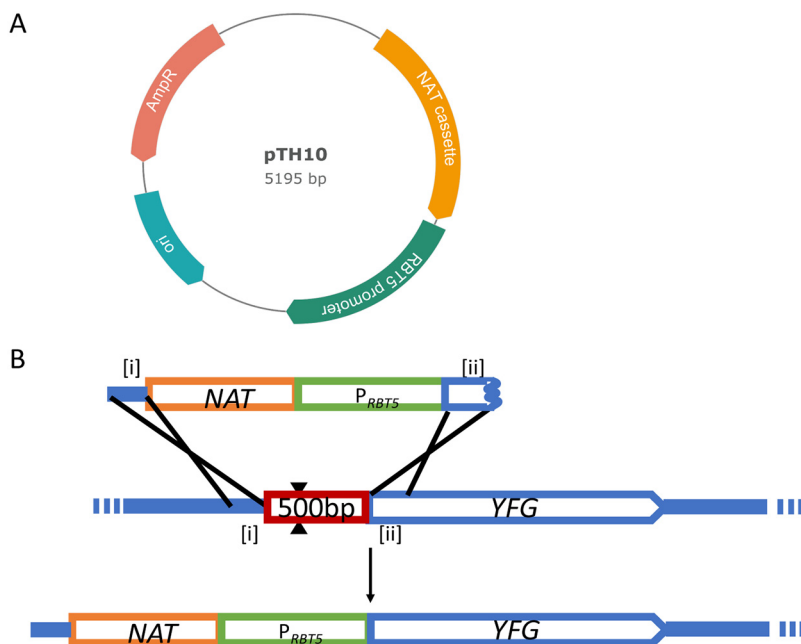 A
AmpR
NAT cassette
pTH10
5195 bp
ori
RBT5 promoter
B
[i]
[ii]
NAT
PRBT5
500bp
YFG
[i]
[ii]
NAT
PRBT5
YFG